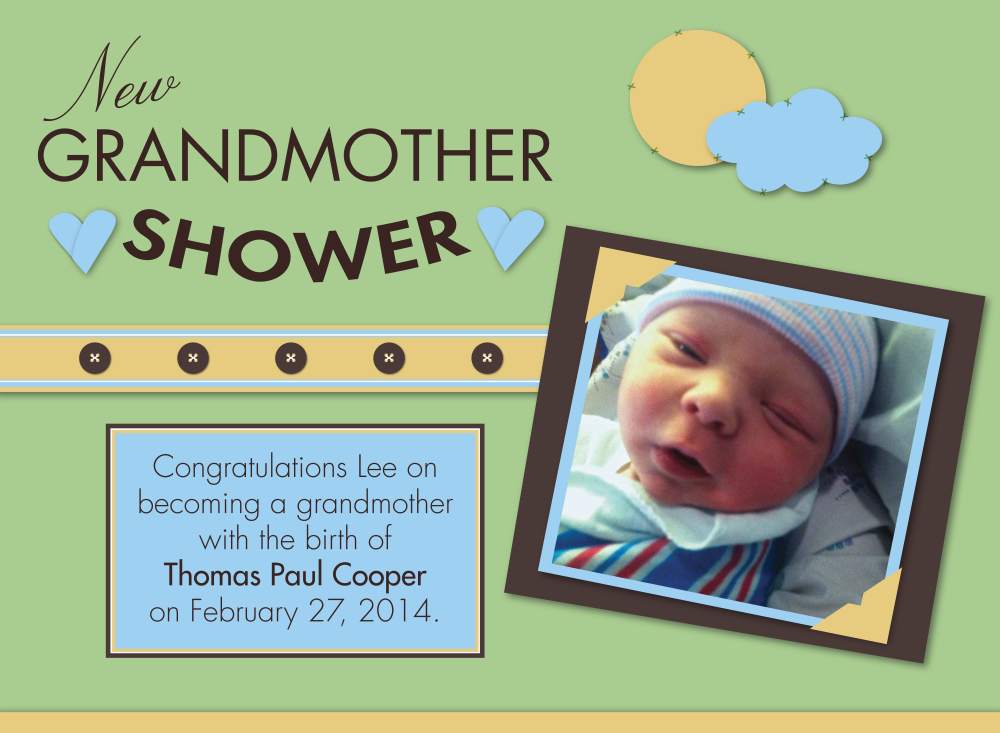 New
GRANDMOTHER
SHOWER
Congratulations Lee on
becoming a grandmother
with the birth of
Thomas Paul Cooper
on February 27, 2014.